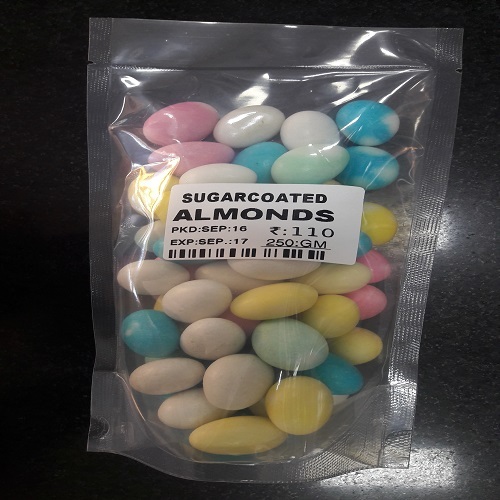 SUGARCOATED
ALMONDS
PKD:SEP:16 ₹:110
EXP:SEP.:17 250:GM